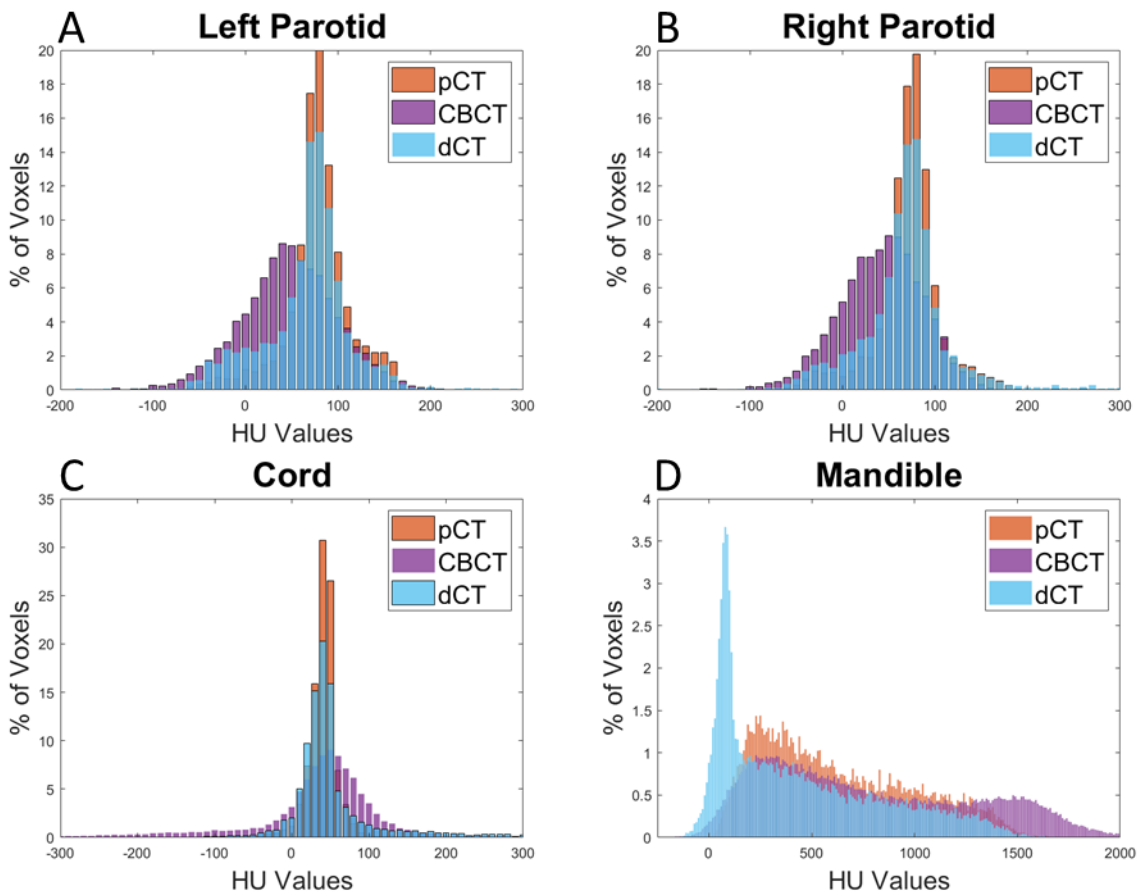 A Left Parotid
% of Voxels
20
18
16
14
12
10
8
6
4
2
0
pCT
CBCT
dCT
-200 -100 0 100 200 300
HU Values
B Right Parotid
% of Voxels
20
18
16
14
12
10
8
6
4
2
0
pCT
CBCT
dCT
-200 -100 0 100 200 300
HU Values
C Cord
% of Voxels
35
30
25
20
15
10
5
0
pCT
CBCT
dCT
-300 -200 -100 0 100 200 300
HU Values
D Mandible
% of Voxels
4
3.5
3
2.5
2
1.5
1
0.5
0
pCT
CBCT
dCT
0 500 1000 1500 2000
HU Values